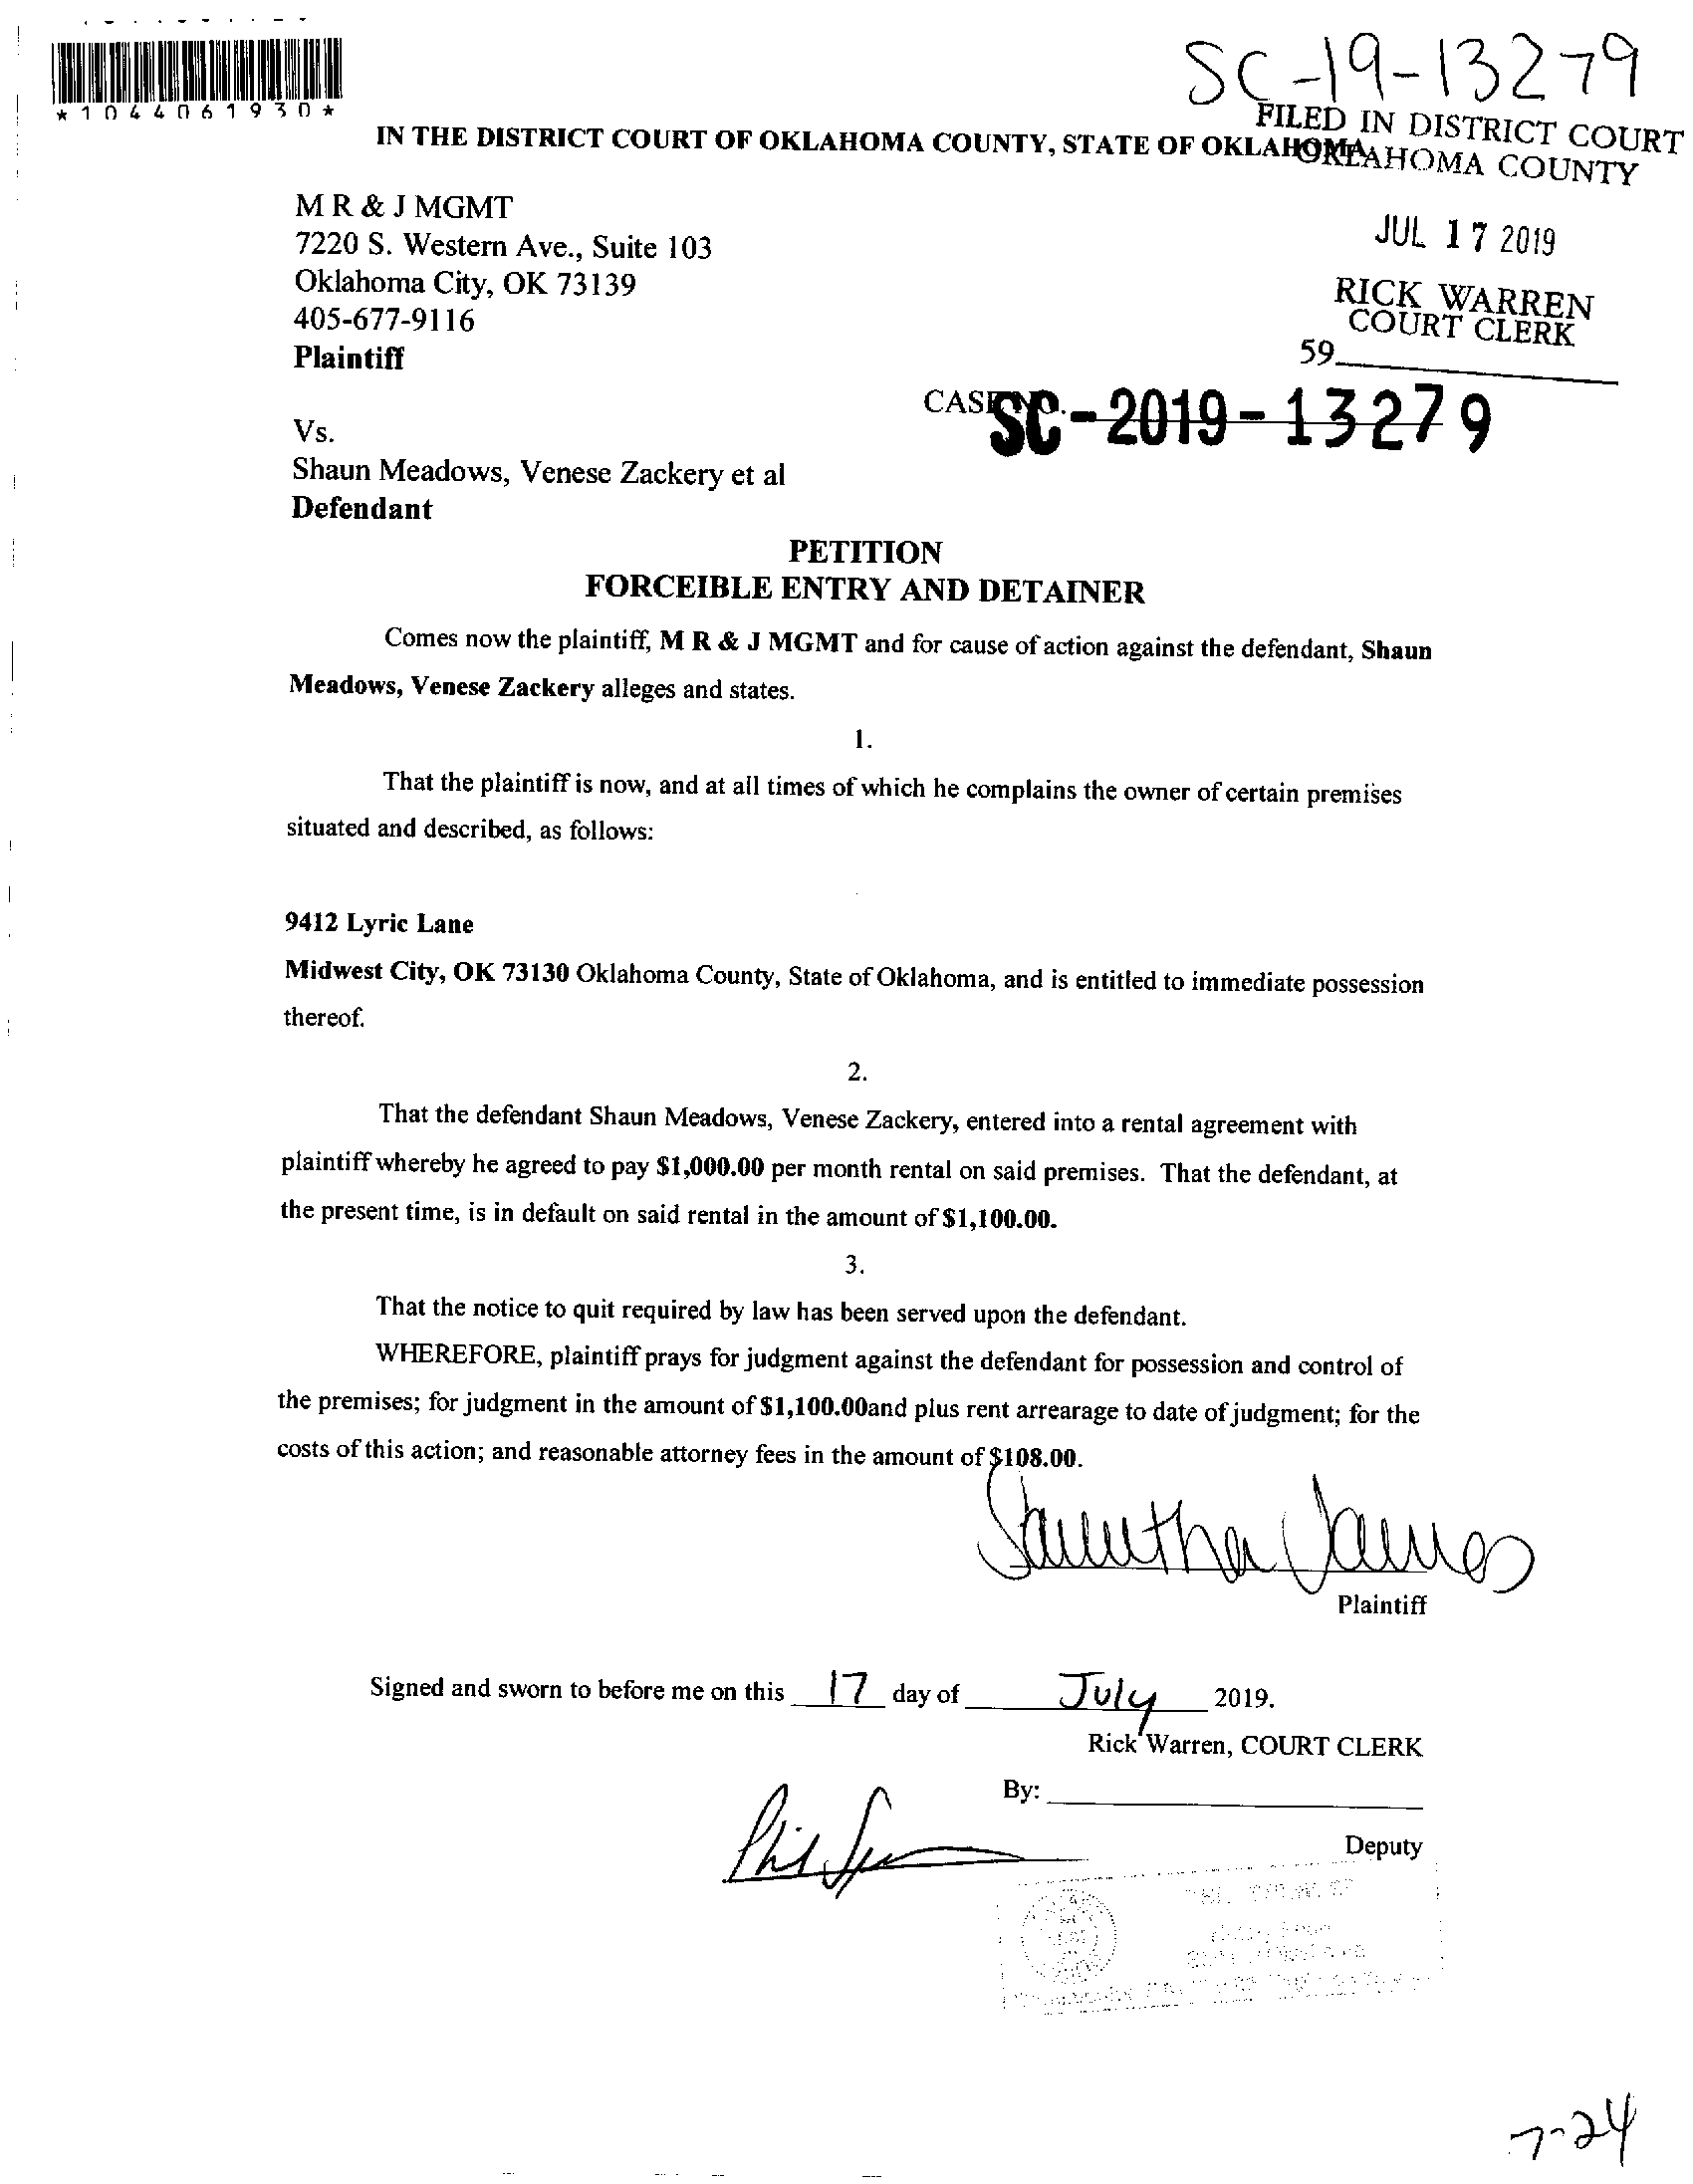 SC-19-13279
*1044061930*
FILED IN DISTRICT COURT
OKLAHOMA COUNTY
IN THE DISTRICT COURT OF OKLAHOMA COUNTY, STATE OF OKLAHOMA
M R & J MGMT
7220 S. Western Ave., Suite 103
JUL 17 2019
Oklahoma City, OK 73139
405-677-9116
RICK WARREN
COURT CLERK
Plaintiff
59
CASE NO.
SC-2019-13279
Vs.
Shaun Meadows, Venese Zackery et al
Defendant
PETITION
FORCEIBLE ENTRY AND DETAINER
Comes now the plaintiff, M R & J MGMT and for cause of action against the defendant, Shaun
Meadows, Venese Zackery alleges and states.
1.
That the plaintiff is now, and at all times of which he complains the owner of certain premises
situated and described, as follows:
9412 Lyric Lane
Midwest City, OK 73130 Oklahoma County, State of Oklahoma, and is entitled to immediate possession
thereof.
2.
That the defendant Shaun Meadows, Venese Zackery, entered into a rental agreement with
plaintiff whereby he agreed to pay $1,000.00 per month rental on said premises. That the defendant, at
the present time, is in default on said rental in the amount of $1,100.00.
3.
That the notice to quit required by law has been served upon the defendant.
WHEREFORE, plaintiff prays for judgment against the defendant for possession and control of
the premises; for judgment in the amount of $1,100.00and plus rent arrearage to date of judgment; for the
costs of this action; and reasonable attorney fees in the amount of $108.00.
Samntha James
Plaintiff
Signed and sworn to before me on this 17 day of July 2019.
Rick Warren, COURT CLERK
By:
Deputy
7-24